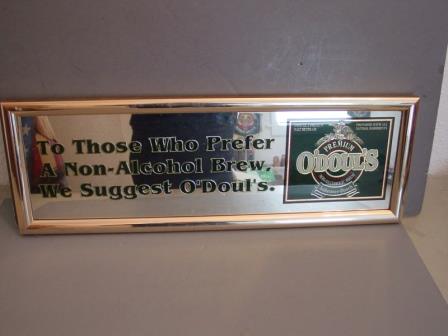 To Those Who Prefer
A Non-Alcohol Brew,
We Suggest O'Doul's.
PREMIUM
O'DOUL'S